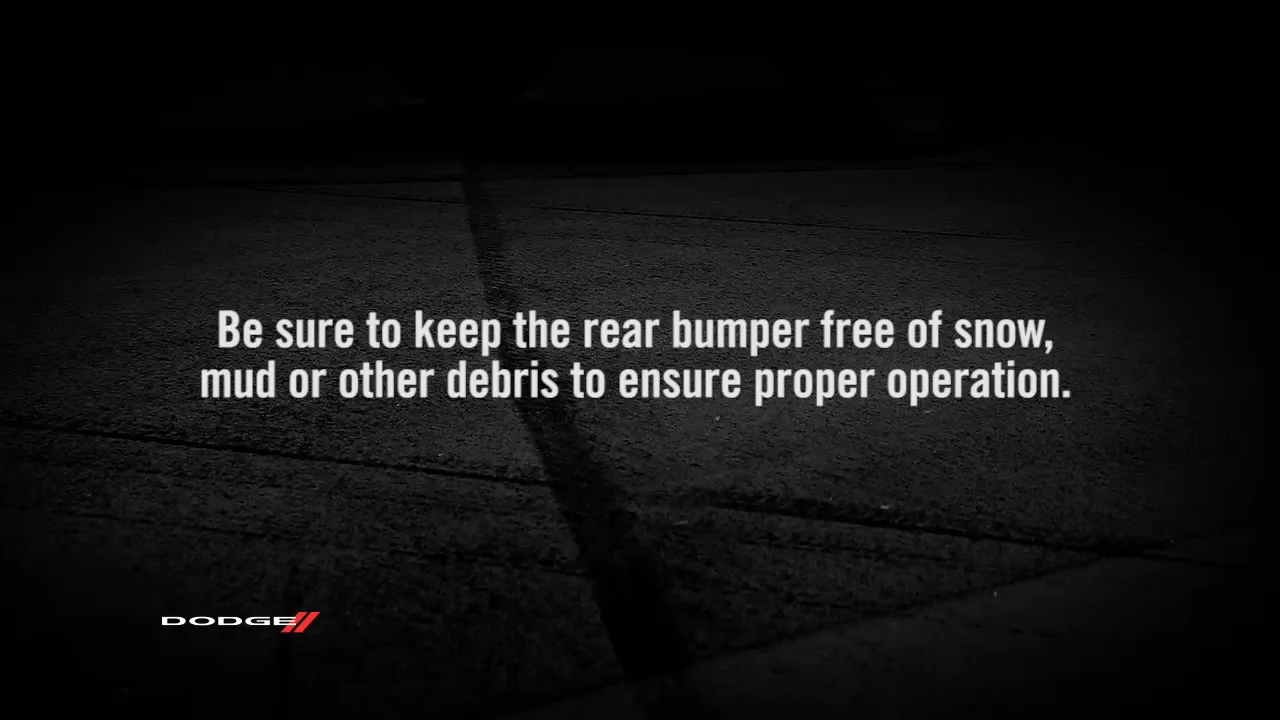 Be sure to keep the rear bumper free of snow,
mud or other debris to ensure proper operation.
DODGE